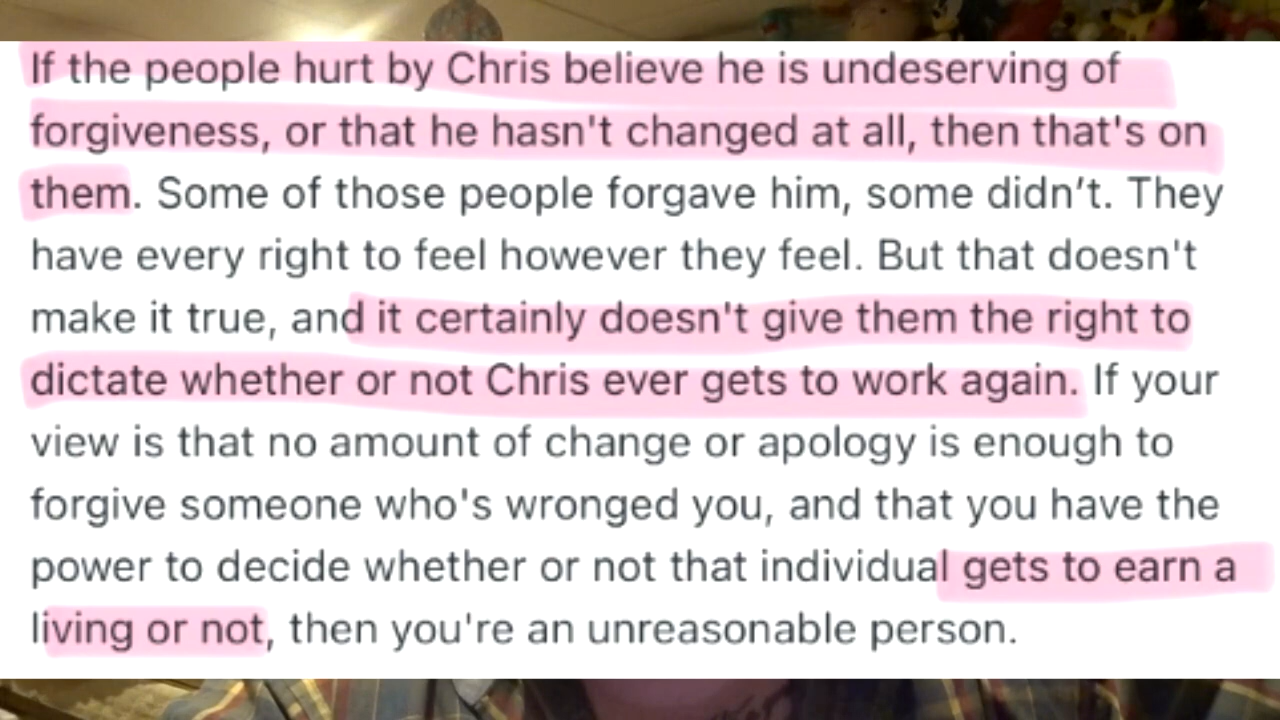 If the people hurt by Chris believe he is undeserving of
forgiveness, or that he hasn't changed at all, then that's on
them. Some of those people forgave him, some didn’t. They
have every right to feel however they feel. But that doesn't
make it true, and it certainly doesn't give them the right to
dictate whether or not Chris ever gets to work again. If your
view is that no amount of change or apology is enough to
forgive someone who's wronged you, and that you have the
power to decide whether or not that individual gets to earn a
living or not, then you're an unreasonable person.